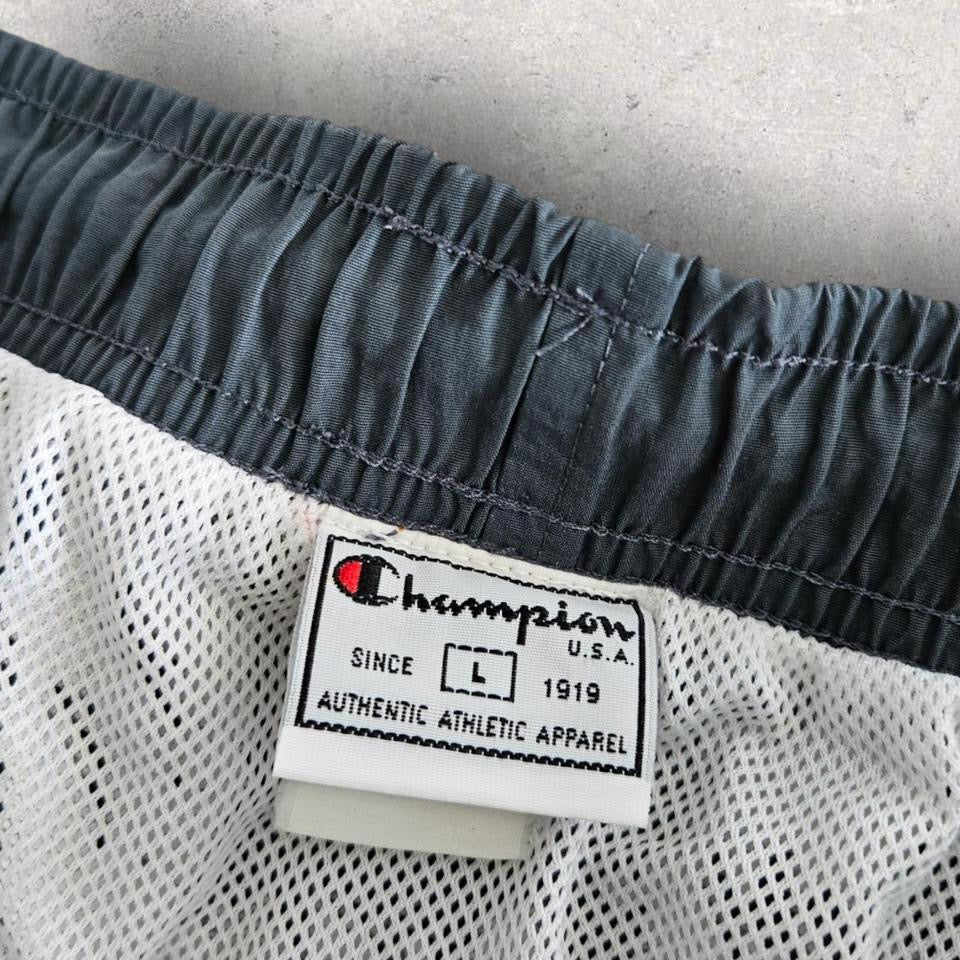 Champion
U.S.A.
SINCE L 1919
AUTHENTIC ATHLETIC APPAREL